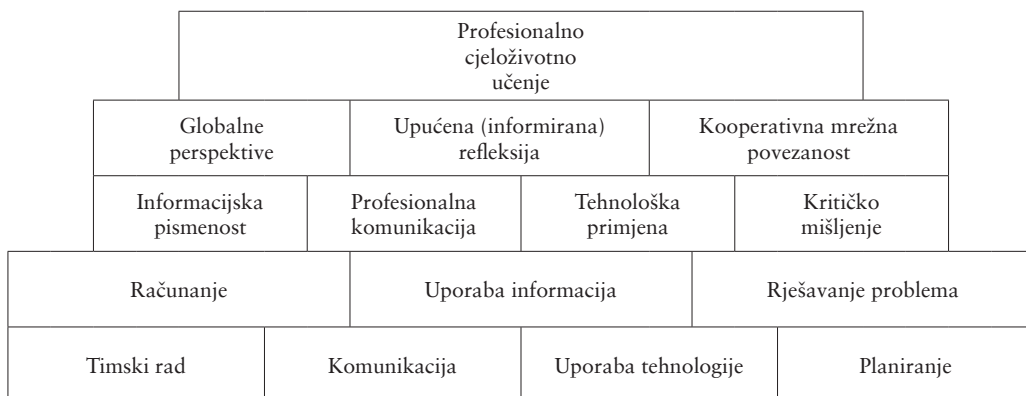 Profesionalno
cjeloživotno
učenje
Globalne
perspektive
Upućena (informirana)
refleksija
Kooperativna mrežna
povezanost
Informacijska
pismenost
Profesionalna
komunikacija
Tehnološka
primjena
Kritičko
mišljenje
Računanje
Uporaba informacija
Rješavanje problema
Timski rad
Komunikacija
Uporaba tehnologije
Planiranje